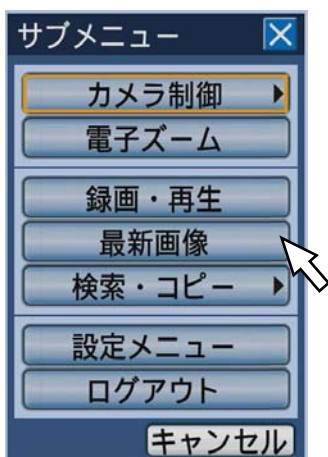 サブメニュー
カメラ制御
電子ズーム
録画・再生
最新画像
検索・コピー
設定メニュー
ログアウト
キャンセル